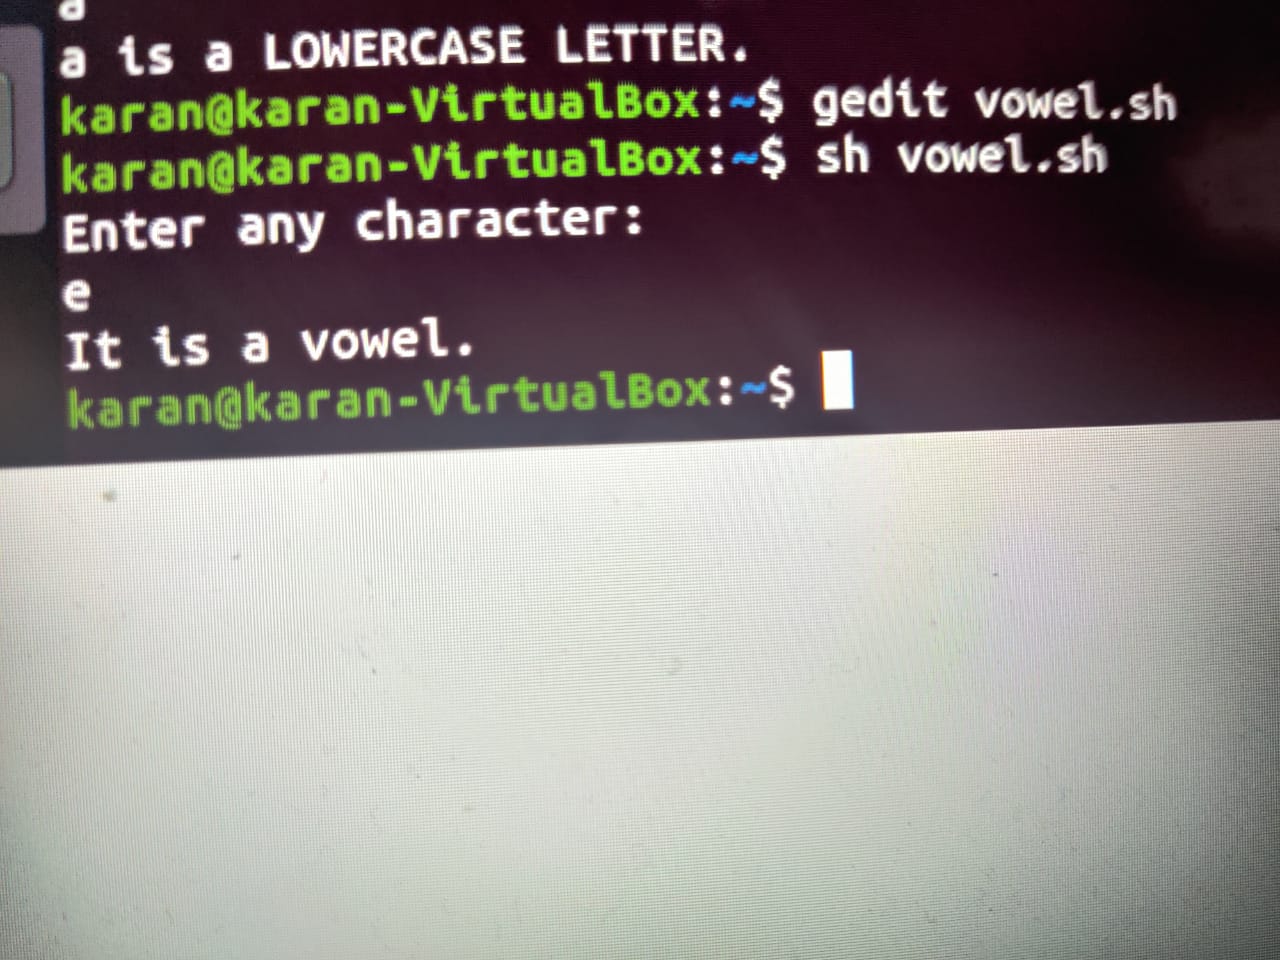 a
a is a LOWERCASE LETTER.
karan@karan-VirtualBox:~$ gedit vowel.sh
karan@karan-VirtualBox:~$ sh vowel.sh
Enter any character:
e
It is a vowel.
karan@karan-VirtualBox:~$